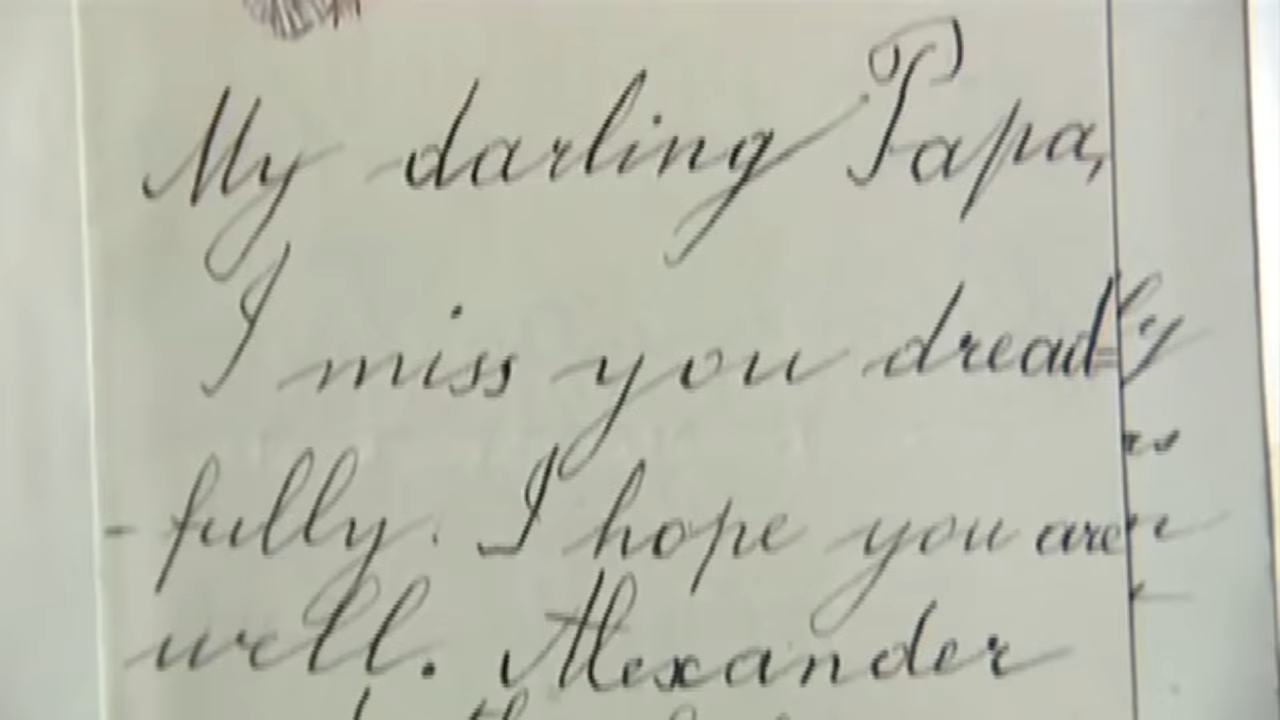 My darling Papa,
I miss you dread=
-fully. I hope you are
well. Alexander